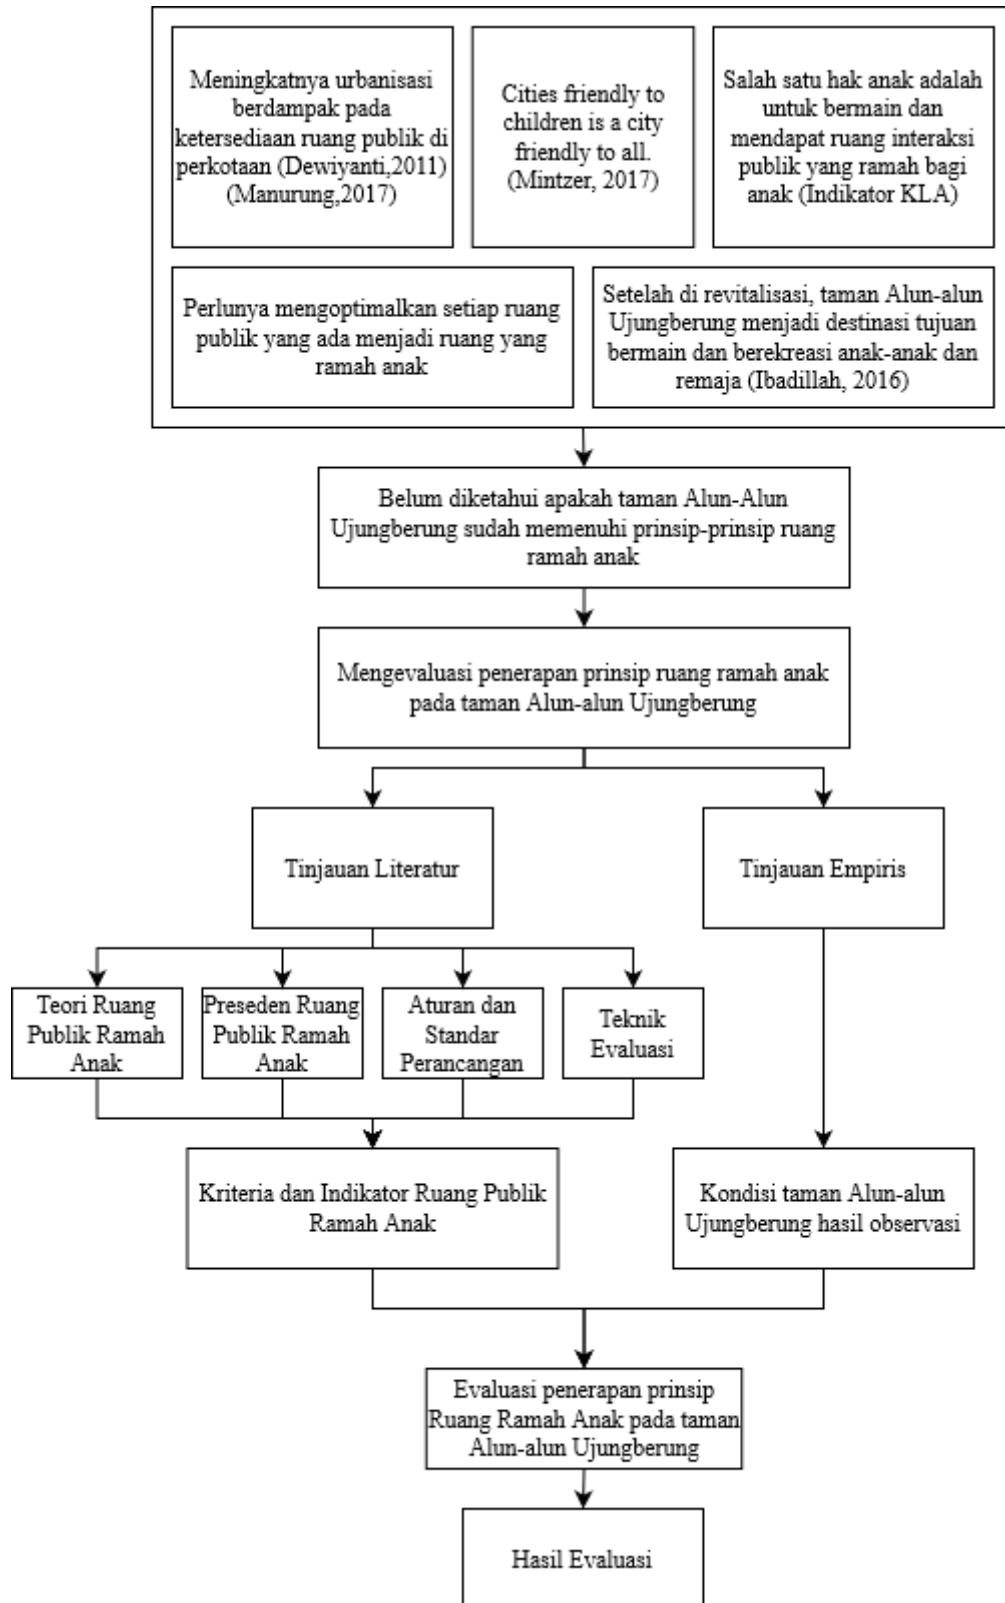 Meningkatnya urbanisasi
berdampak pada
ketersediaan ruang publik di
perkotaan (Dewiyanti,2011)
(Manurung,2017)
Cities friendly to
children is a city
friendly to all.
(Mintzer, 2017)
Salah satu hak anak adalah
untuk bermain dan
mendapat ruang interaksi
publik yang ramah bagi
anak (Indikator KLA)
Perlunya mengoptimalkan setiap ruang
publik yang ada menjadi ruang yang
ramah anak
Setelah di revitalisasi, taman Alun-alun
Ujungberung menjadi destinasi tujuan
bermain dan berekreasi anak-anak dan
remaja (Ibadillah, 2016)
Belum diketahui apakah taman Alun-Alun
Ujungberung sudah memenuhi prinsip-prinsip ruang
ramah anak
Mengevaluasi penerapan prinsip ruang ramah anak
pada taman Alun-alun Ujungberung
Tinjauan Literatur
Tinjauan Empiris
Teori Ruang
Publik Ramah
Anak
Preseden Ruang
Publik Ramah
Anak
Aturan dan
Standar
Perancangan
Teknik
Evaluasi
Kriteria dan Indikator Ruang Publik
Ramah Anak
Kondisi taman Alun-alun
Ujungberung hasil observasi
Evaluasi penerapan prinsip
Ruang Ramah Anak pada taman
Alun-alun Ujungberung
Hasil Evaluasi